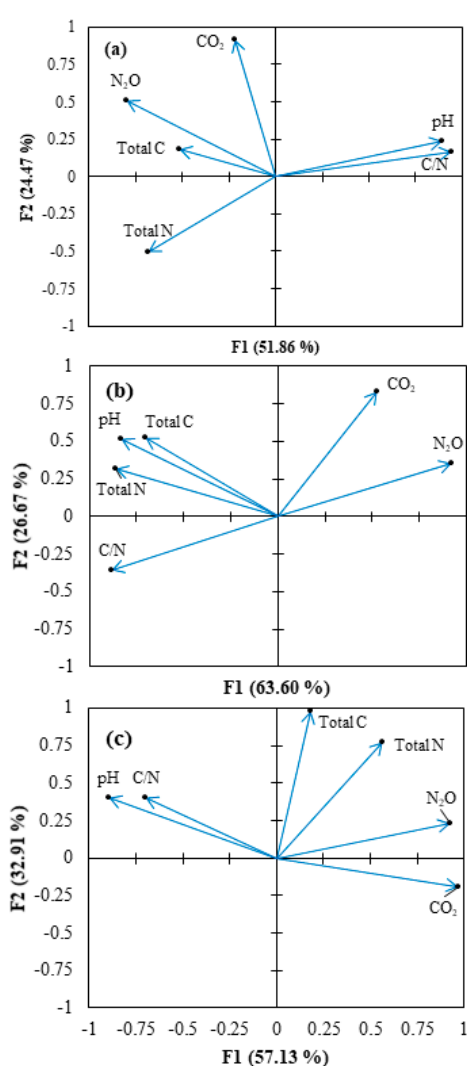 (a)
1
0.75
0.5
0.25
0
-0.25
-0.5
-0.75
-1
F2 (24.47 %)
CO₂
N₂O
Total C
pH
C/N
Total N
F1 (51.86 %)
(b)
1
0.75
0.5
0.25
0
-0.25
-0.5
-0.75
-1
F2 (26.67 %)
CO₂
pH
Total C
N₂O
Total N
C/N
F1 (63.60 %)
(c)
1
0.75
0.5
0.25
0
-0.25
-0.5
-0.75
-1
F2 (32.91 %)
Total C
Total N
pH
C/N
N₂O
CO₂
-1 -0.75 -0.5 -0.25 0 0.25 0.5 0.75 1
F1 (57.13 %)